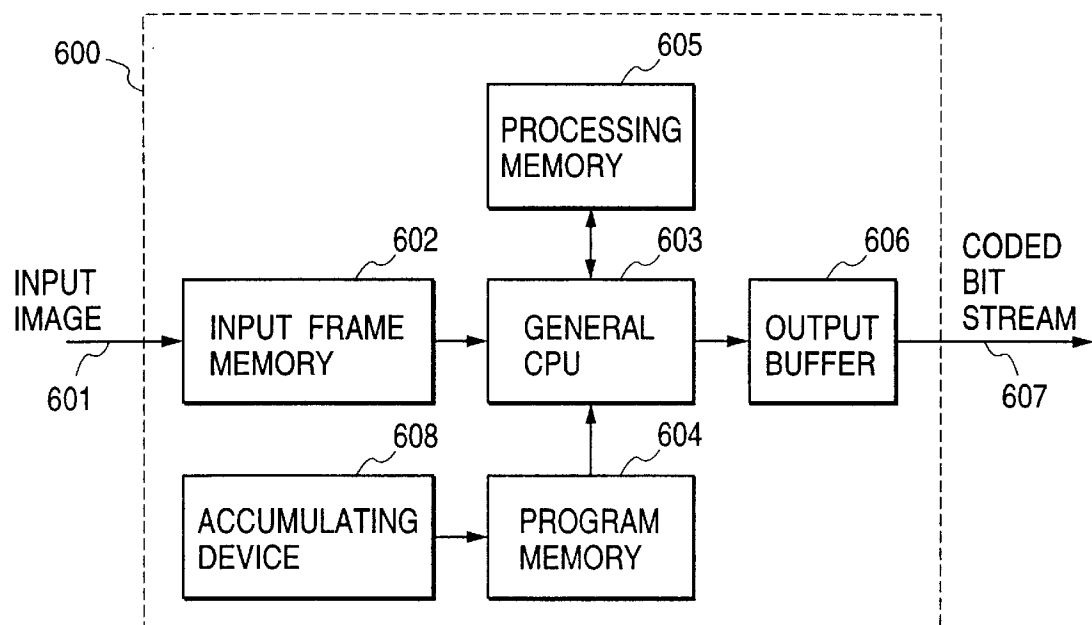 600
605
PROCESSING
MEMORY
602
603
606
CODED
BIT
STREAM
INPUT
IMAGE
INPUT FRAME
MEMORY
GENERAL
CPU
OUTPUT
BUFFER
601
607
608
604
ACCUMULATING
DEVICE
PROGRAM
MEMORY